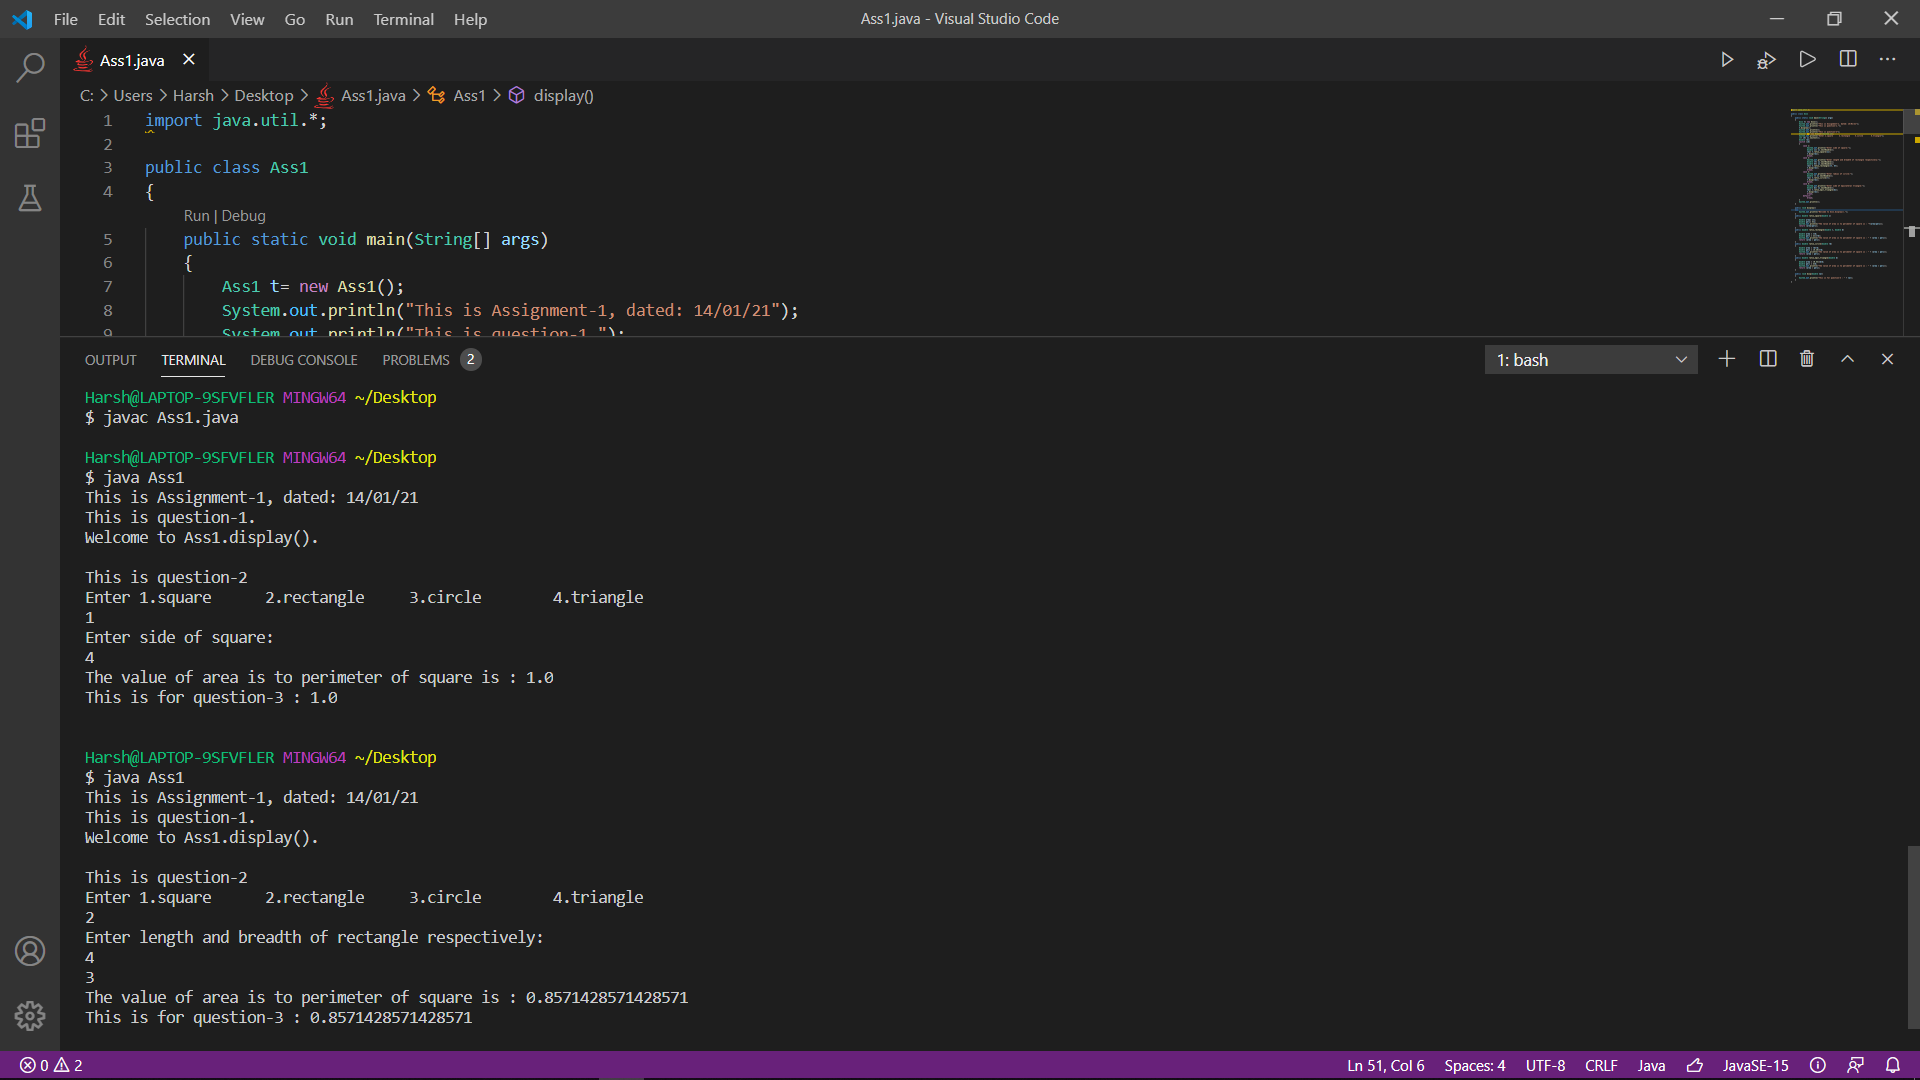 File Edit Selection View Go Run Terminal Help
Ass1.java - Visual Studio Code
Ass1.java
C: > Users > Harsh > Desktop > Ass1.java > Ass1 > display()
1 import java.util.*;
2
3 public class Ass1
4 {
Run | Debug
5 public static void main(String[] args)
6 {
7 Ass1 t= new Ass1();
8 System.out.println("This is Assignment-1, dated: 14/01/21");
9 System.out.println("This is question-1.");
OUTPUT TERMINAL DEBUG CONSOLE PROBLEMS 2
1: bash
Harsh@LAPTOP-9SFVFLER MINGW64 ~/Desktop
$ javac Ass1.java
Harsh@LAPTOP-9SFVFLER MINGW64 ~/Desktop
$ java Ass1
This is Assignment-1, dated: 14/01/21
This is question-1.
Welcome to Ass1.display().
This is question-2
Enter 1.square 2.rectangle 3.circle 4.triangle
1
Enter side of square:
4
The value of area is to perimeter of square is : 1.0
This is for question-3 : 1.0
Harsh@LAPTOP-9SFVFLER MINGW64 ~/Desktop
$ java Ass1
This is Assignment-1, dated: 14/01/21
This is question-1.
Welcome to Ass1.display().
This is question-2
Enter 1.square 2.rectangle 3.circle 4.triangle
2
Enter length and breadth of rectangle respectively:
4
3
The value of area is to perimeter of square is : 0.8571428571428571
This is for question-3 : 0.8571428571428571
0 2
Ln 51, Col 6 Spaces: 4 UTF-8 CRLF Java JavaSE-15